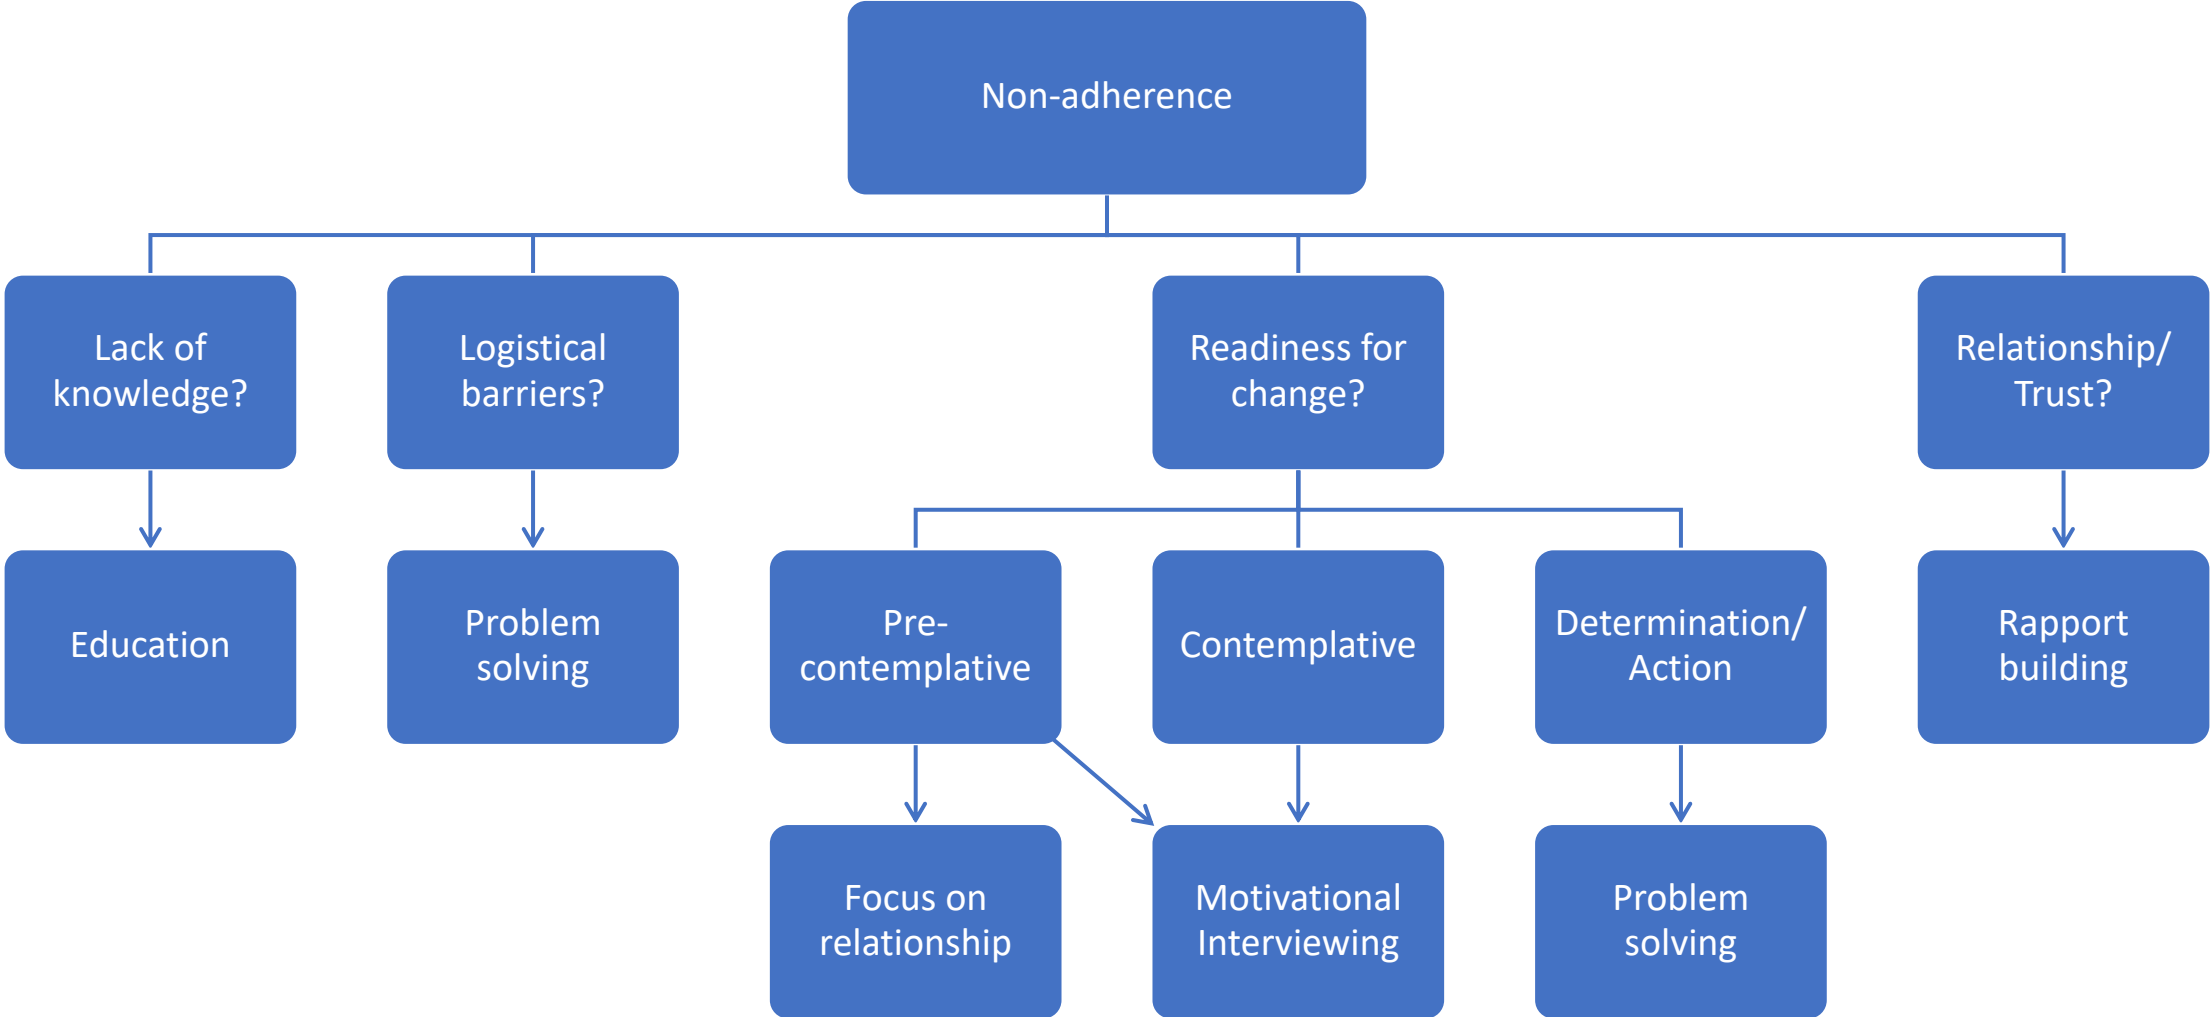 Non-adherence
Lack of
knowledge?
Logistical
barriers?
Readiness for
change?
Relationship/
Trust?
Education
Problem
solving
Pre-
contemplative
Contemplative
Determination/
Action
Rapport
building
Focus on
relationship
Motivational
Interviewing
Problem
solving